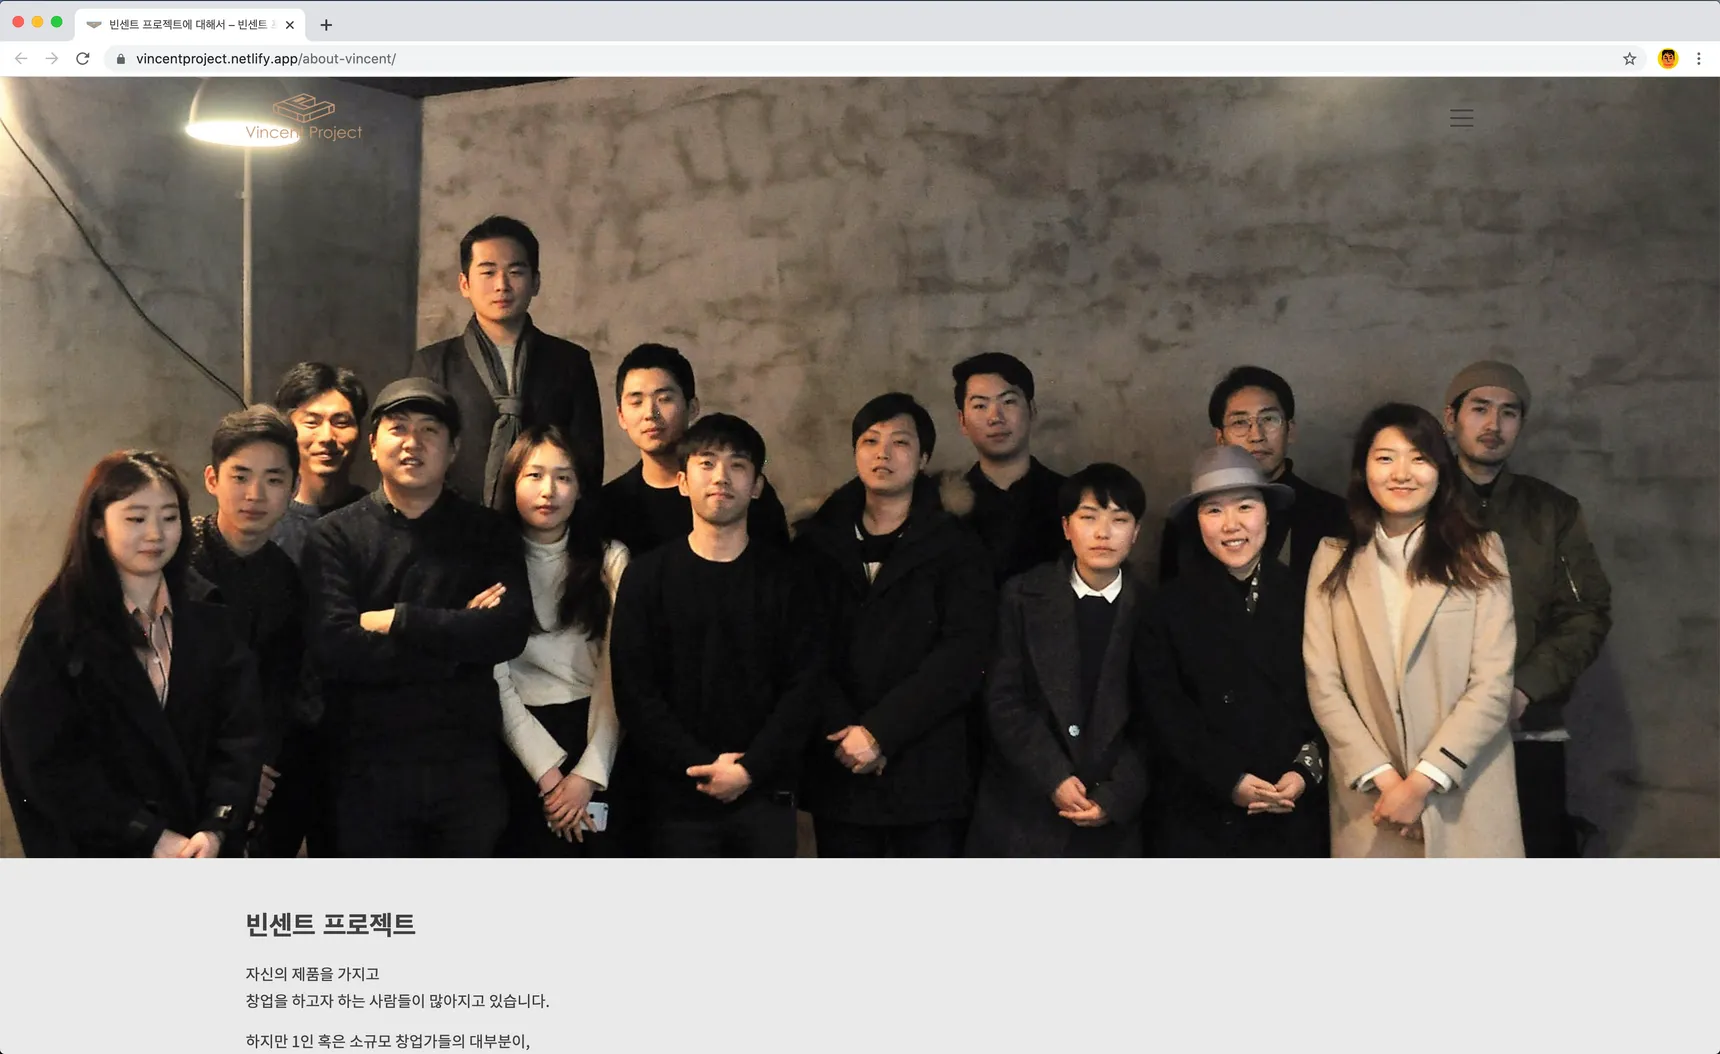 빈센트 프로젝트에 대해서 – 빈센트
vincentproject.netlify.app/about-vincent/
Vincent Project
빈센트 프로젝트
자신의 제품을 가지고
창업을 하고자 하는 사람들이 많아지고 있습니다.
하지만 1인 혹은 소규모 창업가들의 대부분이,